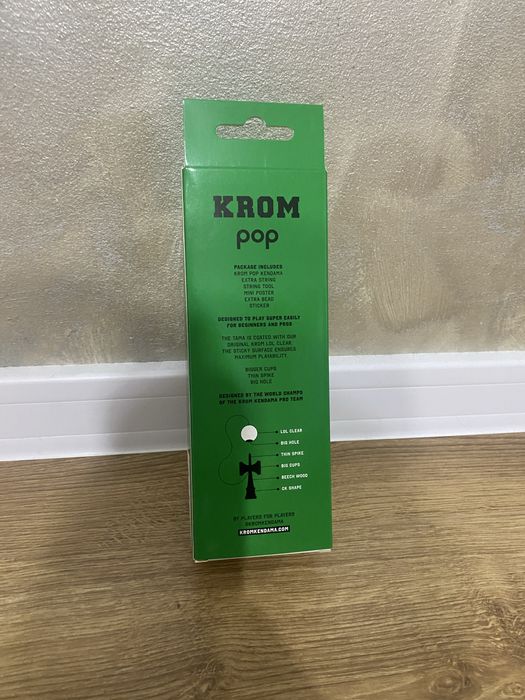 KROM
pop
PACKAGE INCLUDES
KROM POP KENDAMA
EXTRA STRING
STRING TOOL
MINI POSTER
EXTRA BEAD
STICKER
DESIGNED TO PLAY SUPER EASILY
FOR BEGINNERS AND PROS
THE TAMA IS COATED WITH OUR
ORIGINAL KROM LOL CLEAR.
THE STICKY SURFACE ENSURES
MAXIMUM PLAYABILITY.
BIGGER CUPS
THIN SPIKE
BIG HOLE
DESIGNED BY THE WORLD CHAMPS
OF THE KROM KENDAMA PRO TEAM
LOL CLEAR
BIG HOLE
THIN SPIKE
BIG CUPS
BEECH WOOD
CK SHAPE
BY PLAYERS FOR PLAYERS
@KROMKENDAMA
KROMKENDAMA.COM